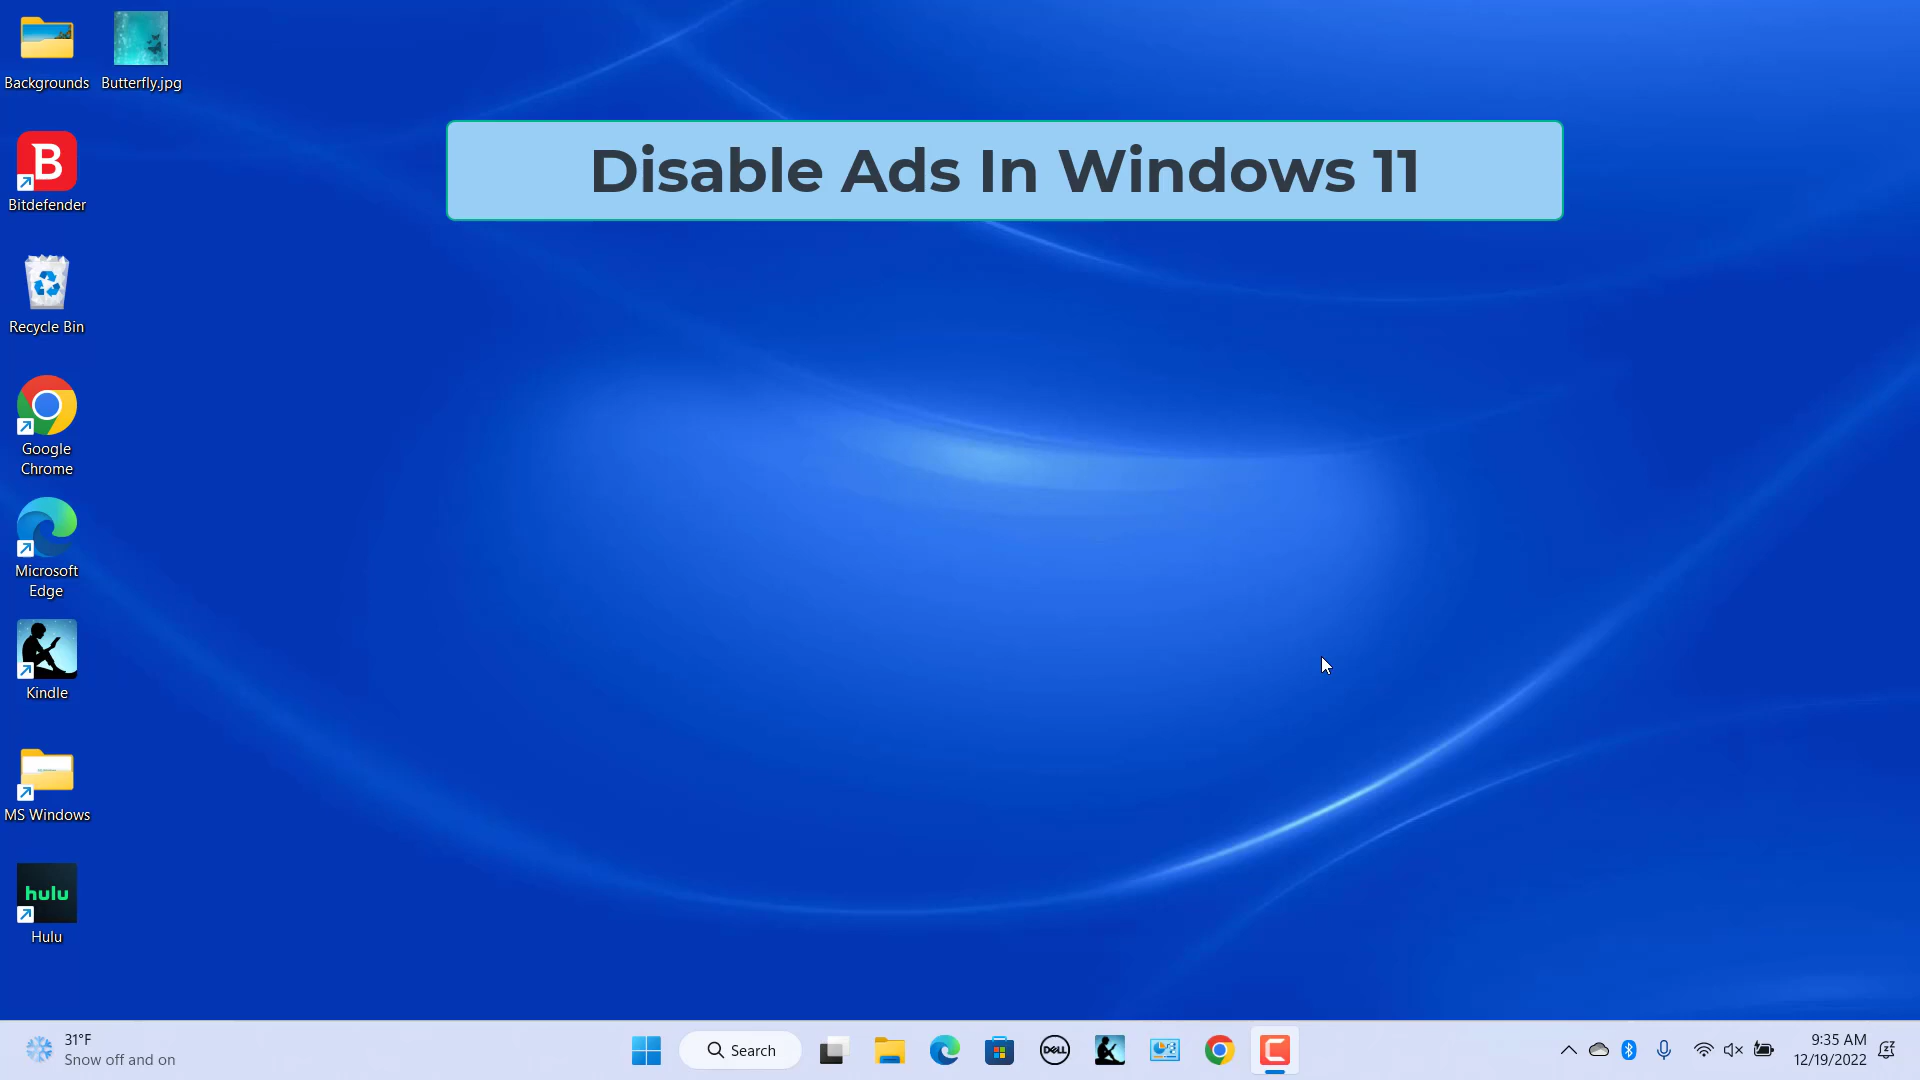 Backgrounds
Butterfly.jpg
Disable Ads In Windows 11
B
Bitdefender
Recycle Bin
Google
Chrome
Microsoft
Edge
Kindle
MS Windows
hulu
Hulu
31°F
Snow off and on
Search
DELL
9:35 AM
12/19/2022